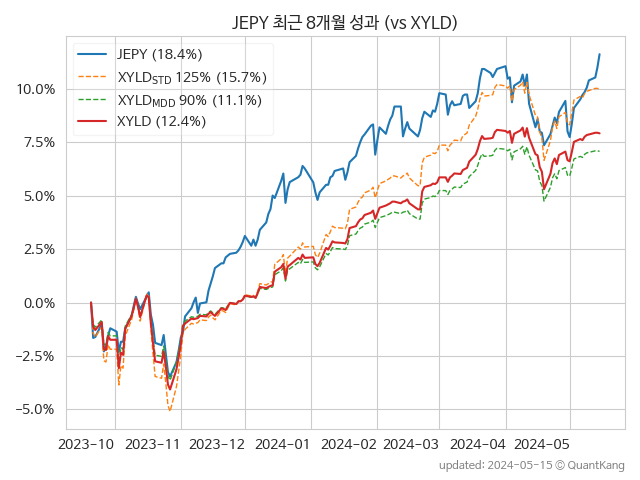 JEPY 최근 8개월 성과 (vs XYLD)
JEPY (18.4%)
XYLD_STD 125% (15.7%)
XYLD_MDD 90% (11.1%)
XYLD (12.4%)
10.0%
7.5%
5.0%
2.5%
0.0%
−2.5%
−5.0%
2023−10 2023−11 2023−12 2024−01 2024−02 2024−03 2024−04 2024−05
updated: 2024-05-15 ⓒ QuantKang